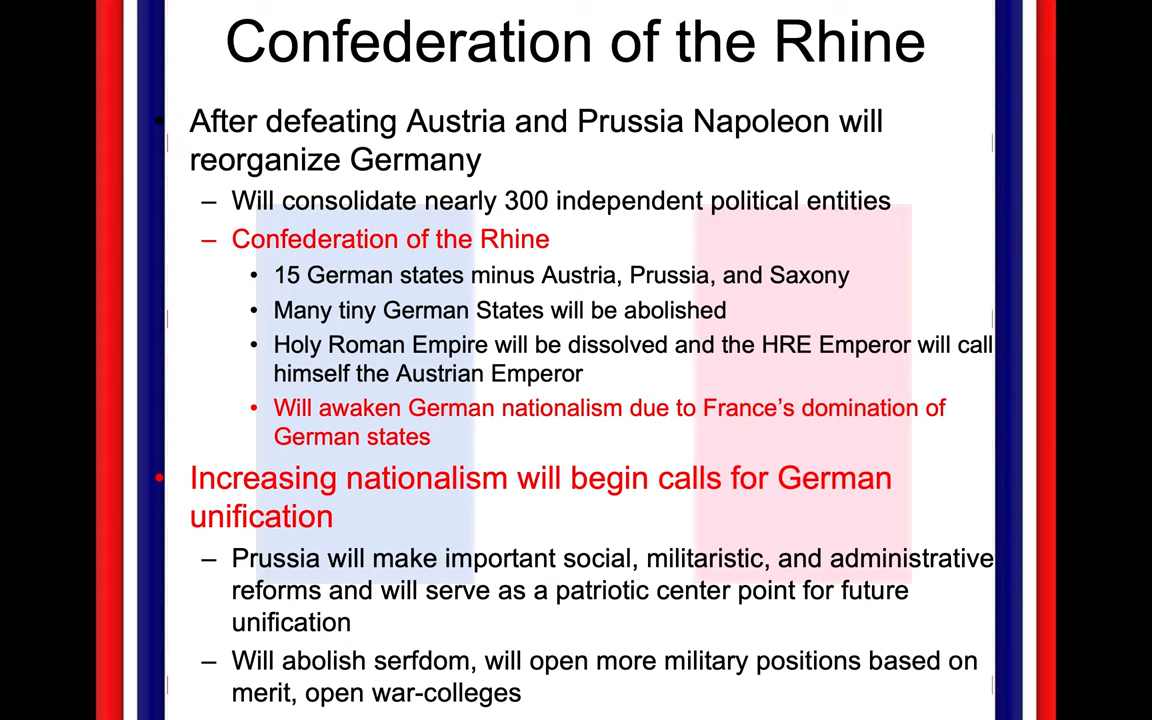 Confederation of the Rhine
• After defeating Austria and Prussia Napoleon will
reorganize Germany
– Will consolidate nearly 300 independent political entities
– Confederation of the Rhine
• 15 German states minus Austria, Prussia, and Saxony
• Many tiny German States will be abolished
• Holy Roman Empire will be dissolved and the HRE Emperor will call
himself the Austrian Emperor
• Will awaken German nationalism due to France’s domination of
German states
• Increasing nationalism will begin calls for German
unification
– Prussia will make important social, militaristic, and administrative
reforms and will serve as a patriotic center point for future
unification
– Will abolish serfdom, will open more military positions based on
merit, open war-colleges